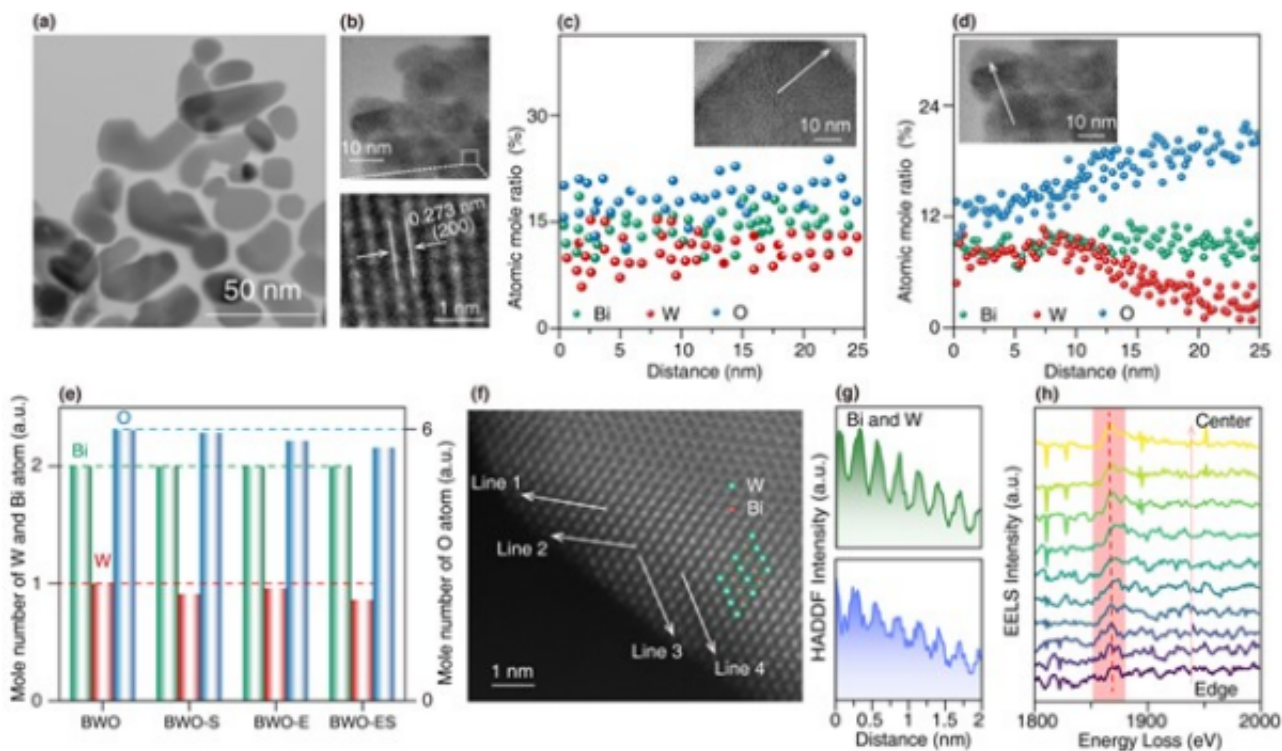 (a)
50 nm
(b)
10 nm
0.273 nm
(200)
1 nm
(c)
Atomic mole ratio (%)
30
15
0
10 nm
Bi W O
0 5 10 15 20 25
Distance (nm)
(d)
Atomic mole ratio (%)
24
12
0
10 nm
Bi W O
0 5 10 15 20 25
Distance (nm)
(e)
Mole number of W and Bi atom (a.u.)
2
1
0
Bi
W
O
6
0
Mole number of O atom (a.u.)
BWO BWO-S BWO-E BWO-ES
(f)
Line 1
Line 2
Line 3
Line 4
W
Bi
1 nm
(g)
Bi and W
HADDF Intensity (a.u.)
0 0.5 1 1.5 2
Distance (nm)
(h)
Center
Edge
EELS Intensity (a.u.)
1800 1900 2000
Energy Loss (eV)